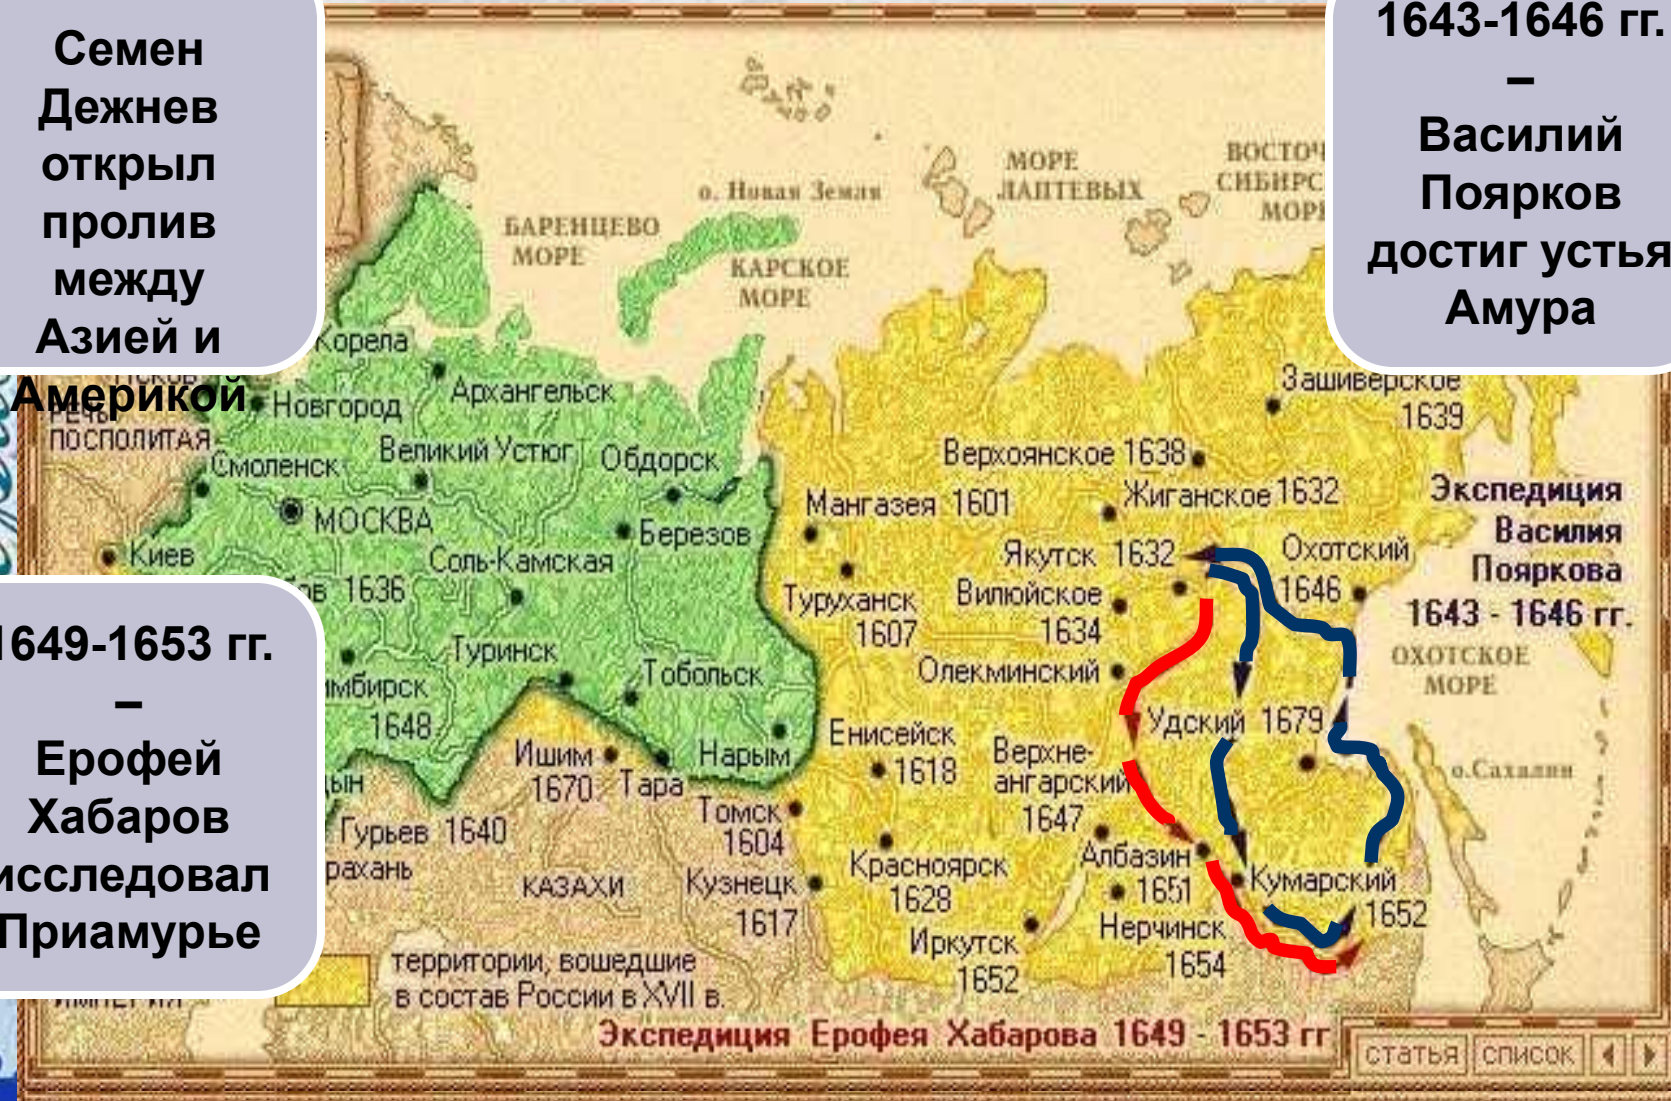 Семен
Дежнев
открыл
пролив
между
Азией и
Америкой
1643-1646 гг.
–
Василий
Поярков
достиг устья
Амура
1649-1653 гг.
–
Ерофей
Хабаров
исследовал
Приамурье
о. Новая Земля
БАРЕНЦЕВО
МОРЕ
КАРСКОЕ
МОРЕ
МОРЕ
ЛАПТЕВЫХ
Корела
Архангельск
Новгород
РЕЧЬ
ПОСПОЛИТАЯ
Смоленск
Великий Устюг
Обдорск
МОСКВА
Березов
Киев
Соль-Камская
1636
Туринск
Тобольск
1648
Ишим
1670
Тара
Нарым
Гурьев 1640
КАЗАХИ
Томск
1604
Кузнецк
1617
Мангазея 1601
Туруханск
1607
Енисейск
1618
Красноярск
1628
Иркутск
1652
Верхоянское 1638
Жиганское 1632
Зашиверское
1639
Якутск 1632
Вилюйское
1634
Олекминский
Охотский
1646
Удский 1679
Верхне-
ангарский
1647
Албазин
1651
Нерчинск
1654
Кумарский
1652
Экспедиция
Василия
Пояркова
1643 - 1646 гг.
ОХОТСКОЕ
МОРЕ
о.Сахалин
территории, вошедшие
в состав России в XVII в.
Экспедиция Ерофея Хабарова 1649 - 1653 гг
статья список